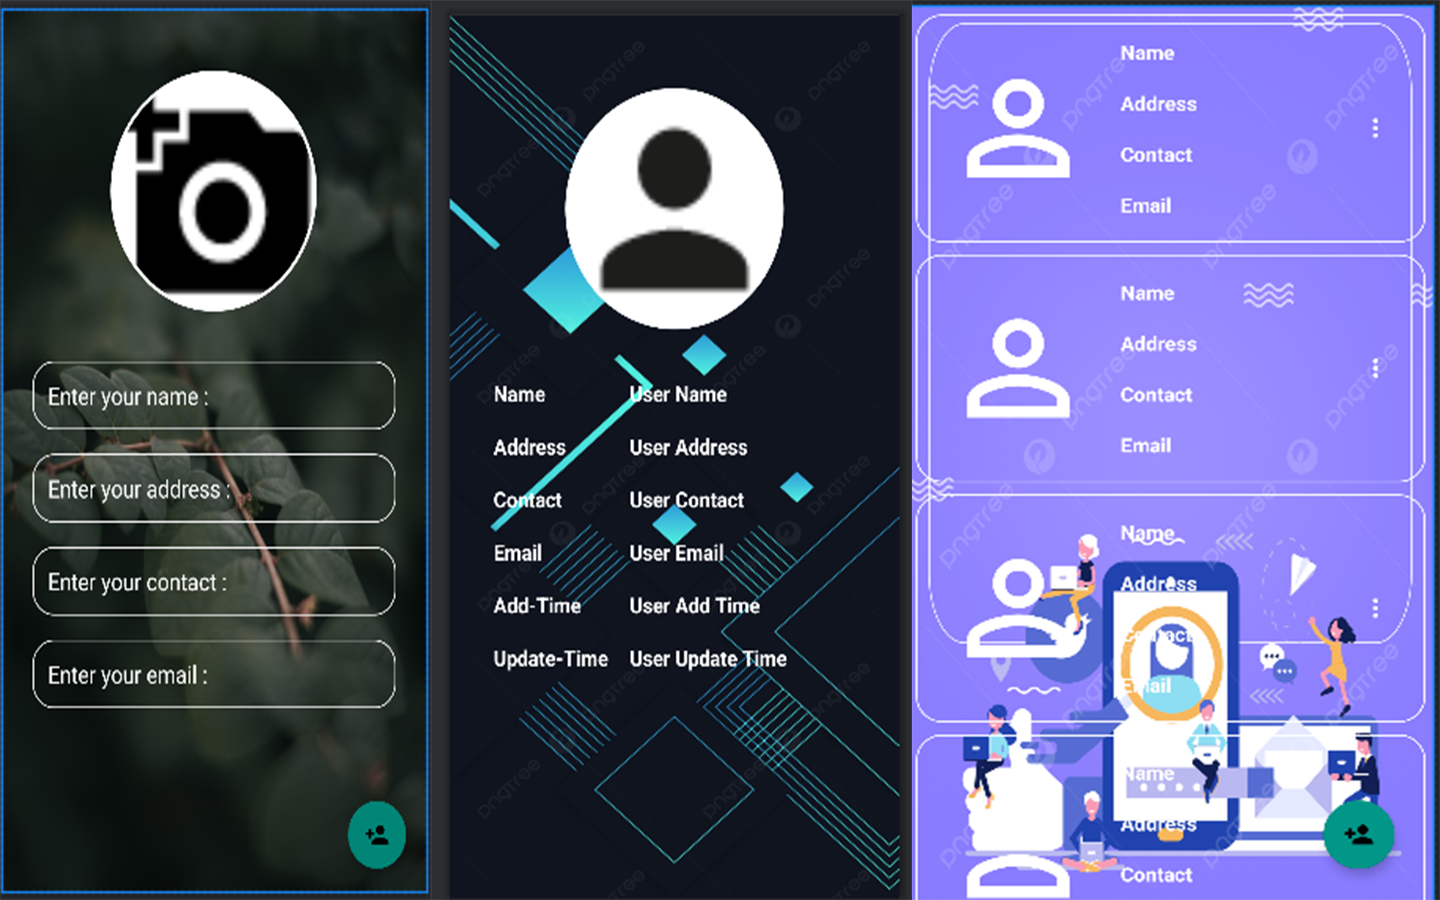 Enter your name :
Enter your address :
Enter your contact :
Enter your email :
Name User Name
Address User Address
Contact User Contact
Email User Email
Add-Time User Add Time
Update-Time User Update Time
Name
Address
Contact
Email
Name
Address
Contact
Email
Name
Address
Contact
Email
Name
Address
Contact
pngtree